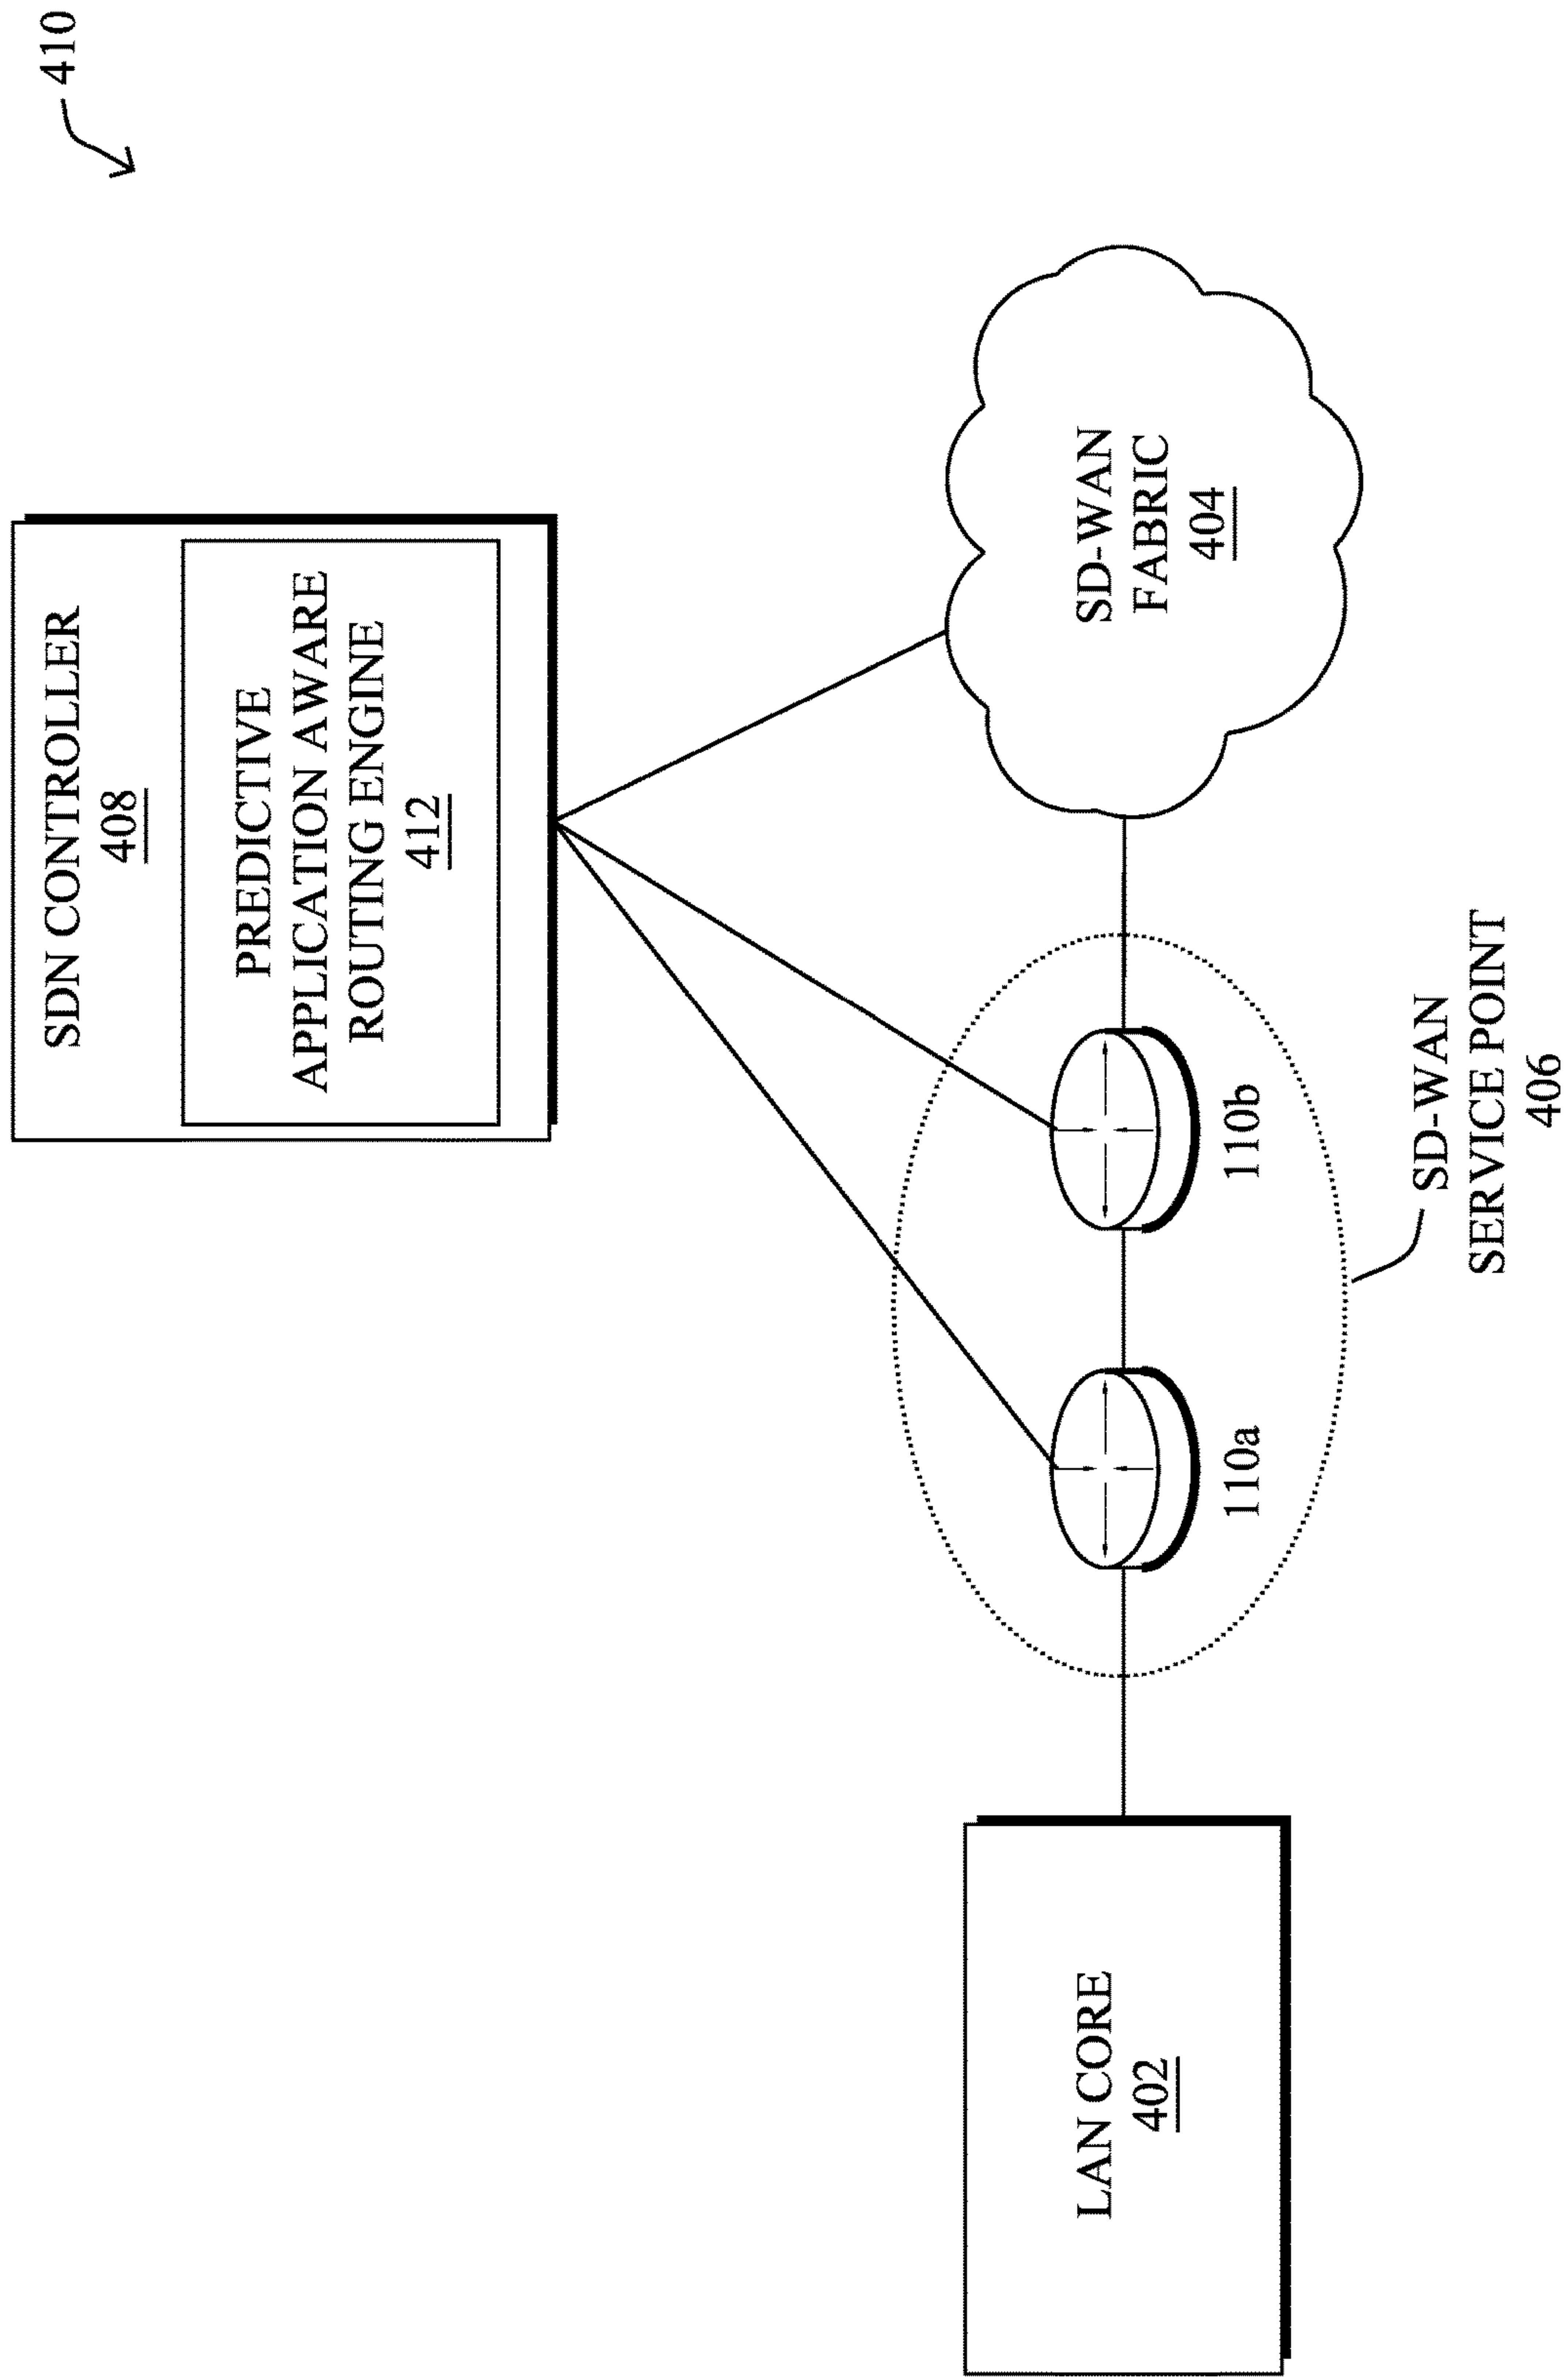 410
SDN CONTROLLER
408
PREDICTIVE
APPLICATION AWARE
ROUTING ENGINE
412
LAN CORE
402
110a
110b
SD-WAN
FABRIC
404
SD-WAN
SERVICE POINT
406